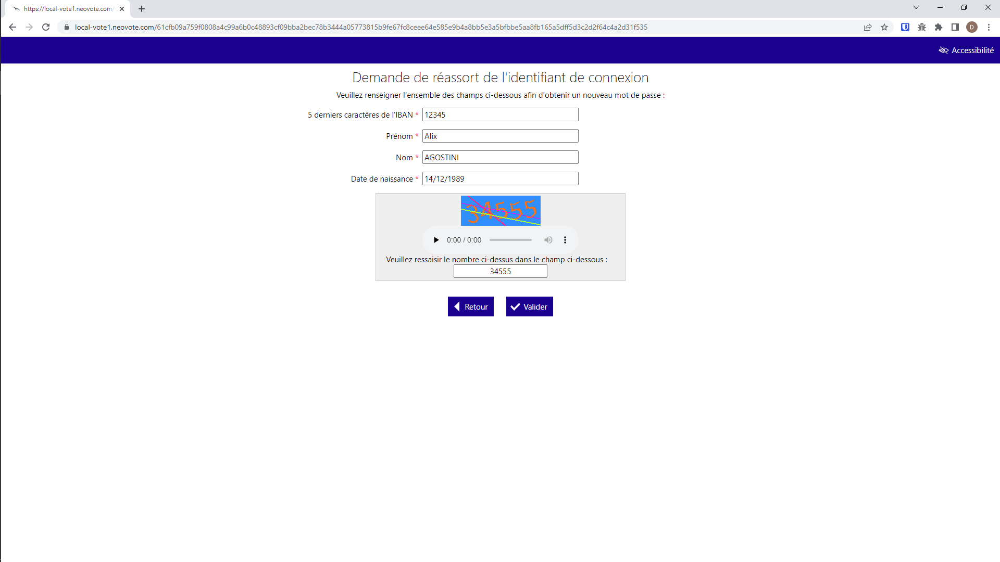 https://local-vote1.neovote.com/
local-vote1.neovote.com/61cfb09a759f0808a4c99a6b0c48893cf09bba2bec78b3444a05773815b9fe67fc8ceee64e585e9b4a8bb5e3a5bfbbe5aa8fb165a5dff5d3c2d2f64c4a2d31f535
D
Accessibilité
Demande de réassort de l'identifiant de connexion
Veuillez renseigner l'ensemble des champs ci-dessous afin d'obtenir un nouveau mot de passe :
5 derniers caractères de l'IBAN * 12345
Prénom * Alix
Nom * AGOSTINI
Date de naissance * 14/12/1989
34555
0:00 / 0:00
Veuillez ressaisir le nombre ci-dessus dans le champ ci-dessous :
34555
Retour Valider